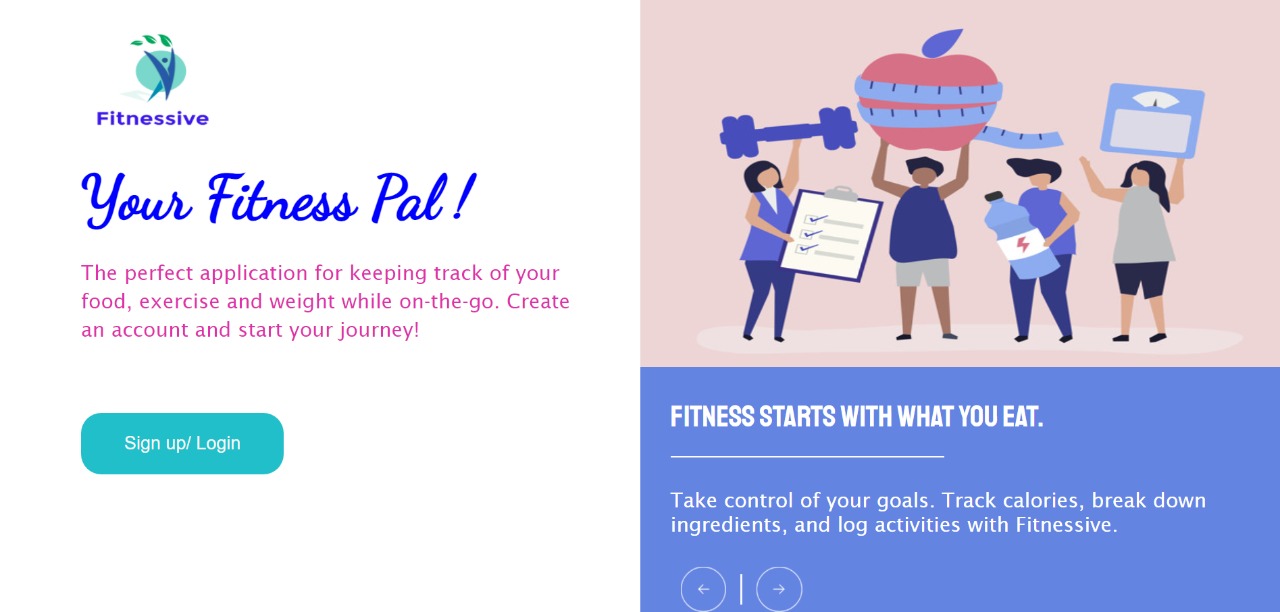 Fitnessive
Your Fitness Pal !
The perfect application for keeping track of your
food, exercise and weight while on-the-go. Create
an account and start your journey!
Sign up/ Login
FITNESS STARTS WITH WHAT YOU EAT.
Take control of your goals. Track calories, break down
ingredients, and log activities with Fitnessive.